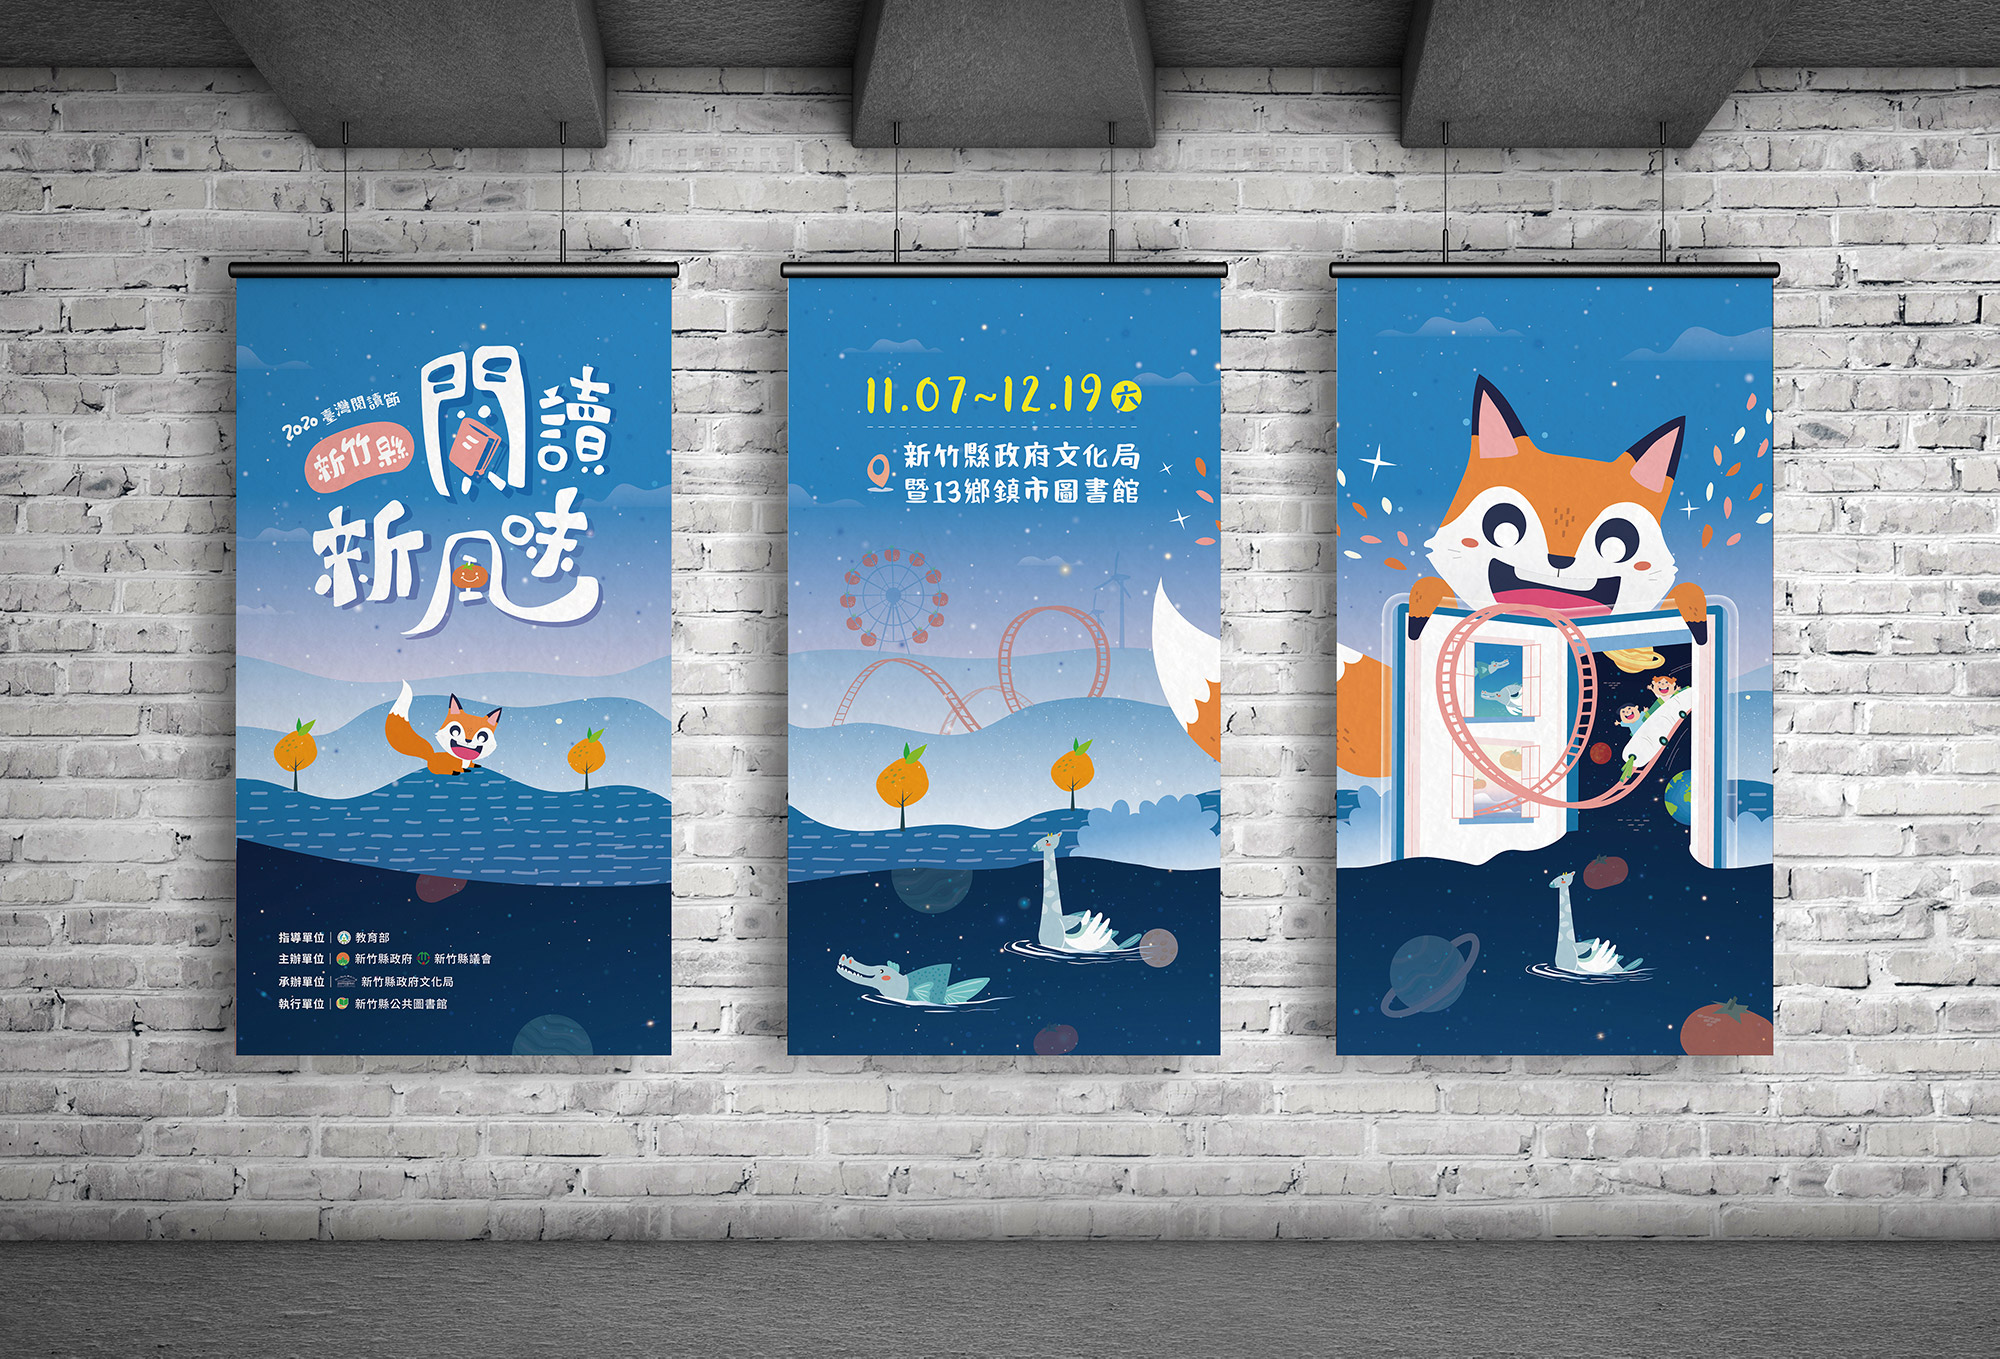 2020 臺灣閱讀節
新竹縣
閱讀
新風味
指導單位｜教育部
主辦單位｜新竹縣政府 新竹縣議會
承辦單位｜新竹縣政府文化局
執行單位｜新竹縣公共圖書館
11.07~12.19 六
新竹縣政府文化局
暨13鄉鎮市圖書館